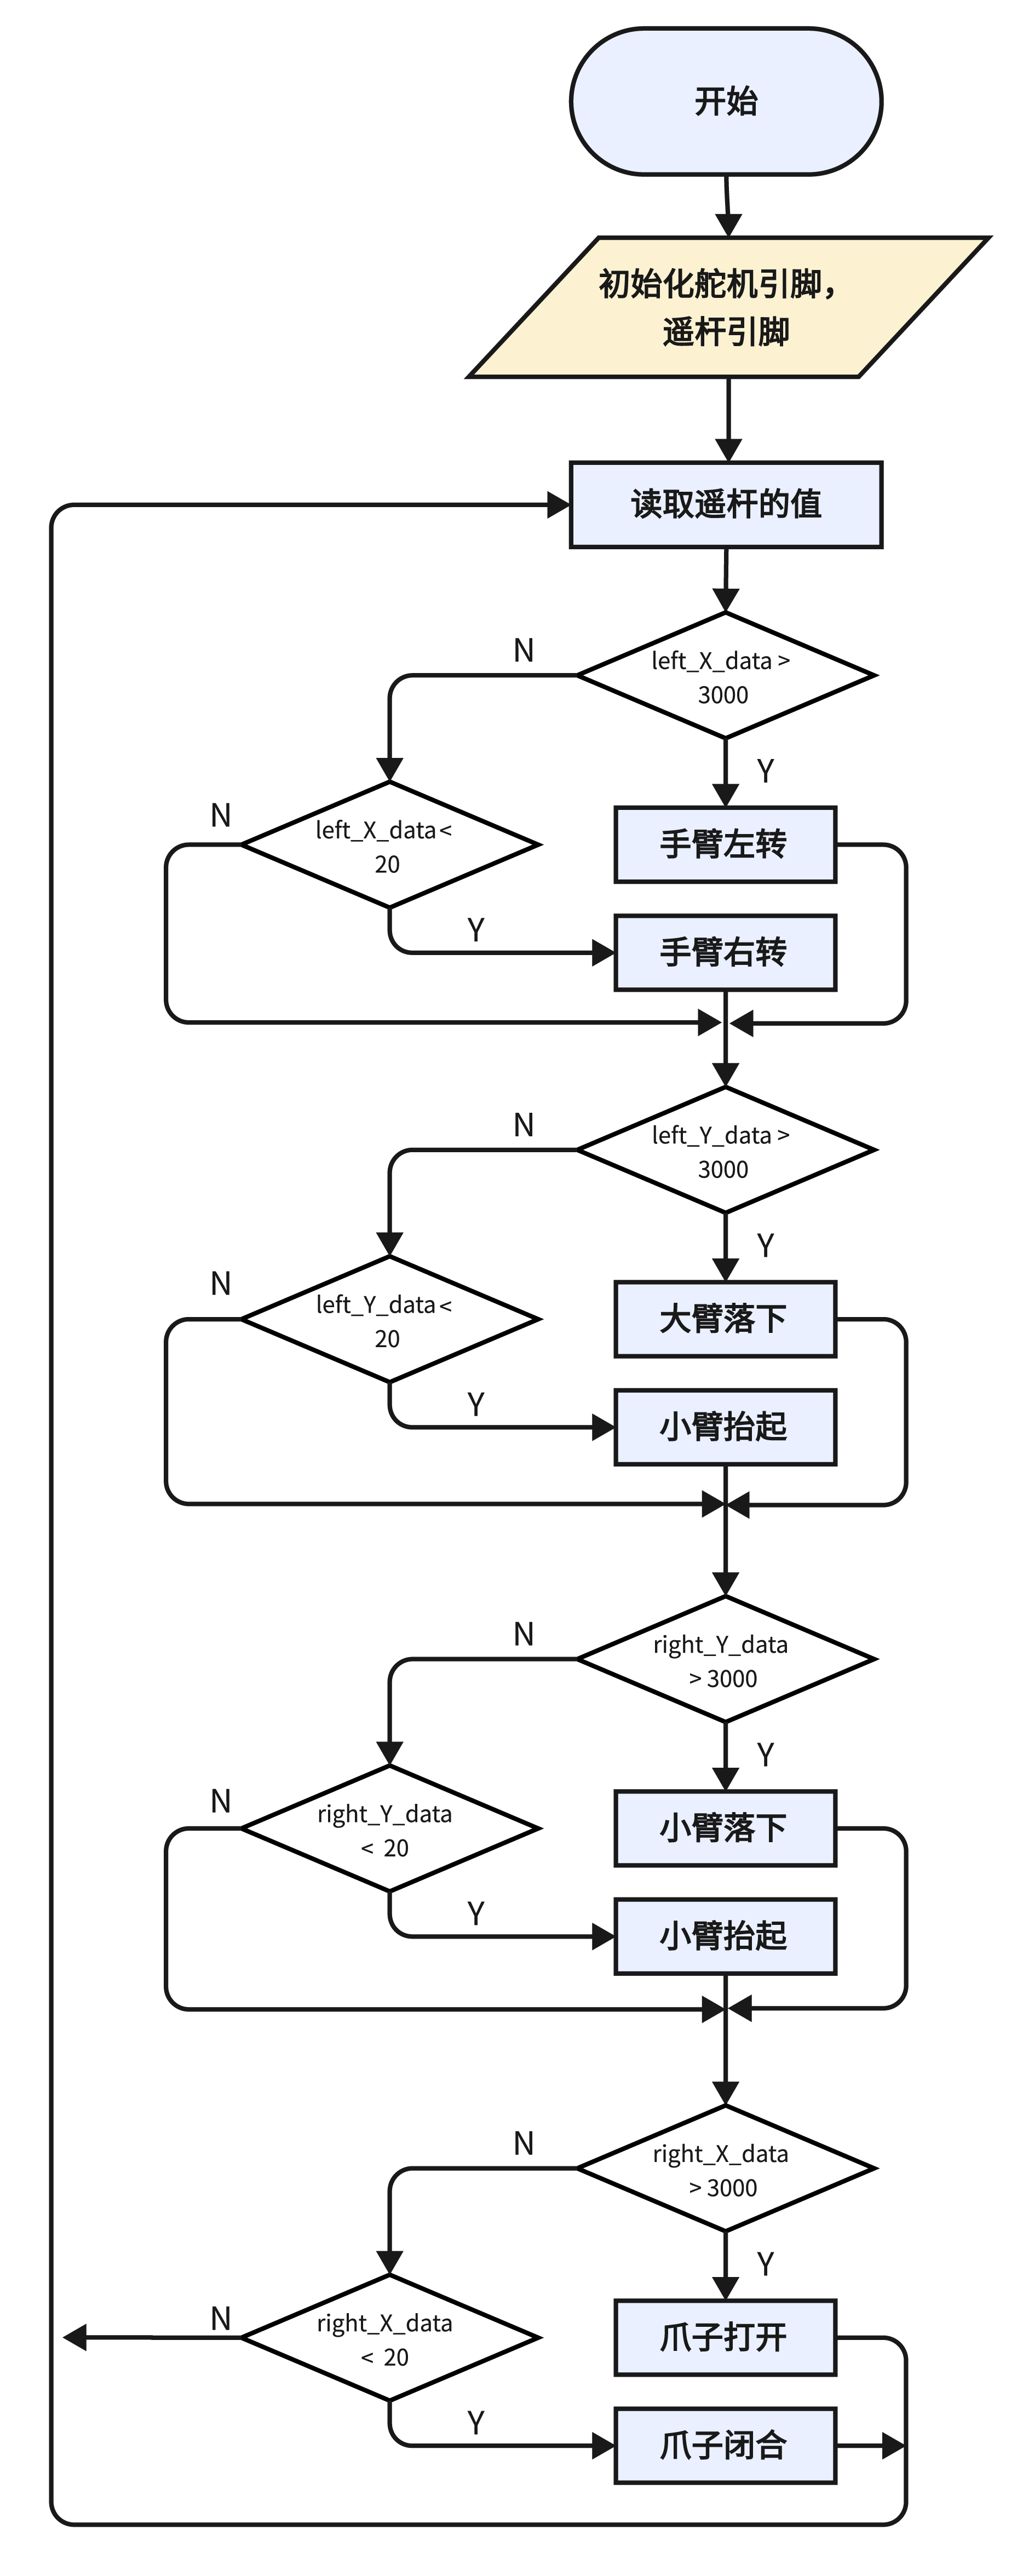 开始
初始化舵机引脚，
遥杆引脚
读取遥杆的值
left_X_data >
3000
N
Y
left_X_data <
20
N
手臂左转
Y
手臂右转
left_Y_data >
3000
N
Y
left_Y_data <
20
N
大臂落下
Y
小臂抬起
right_Y_data
> 3000
N
Y
right_Y_data
< 20
N
小臂落下
Y
小臂抬起
right_X_data
> 3000
N
Y
right_X_data
< 20
N
爪子打开
Y
爪子闭合